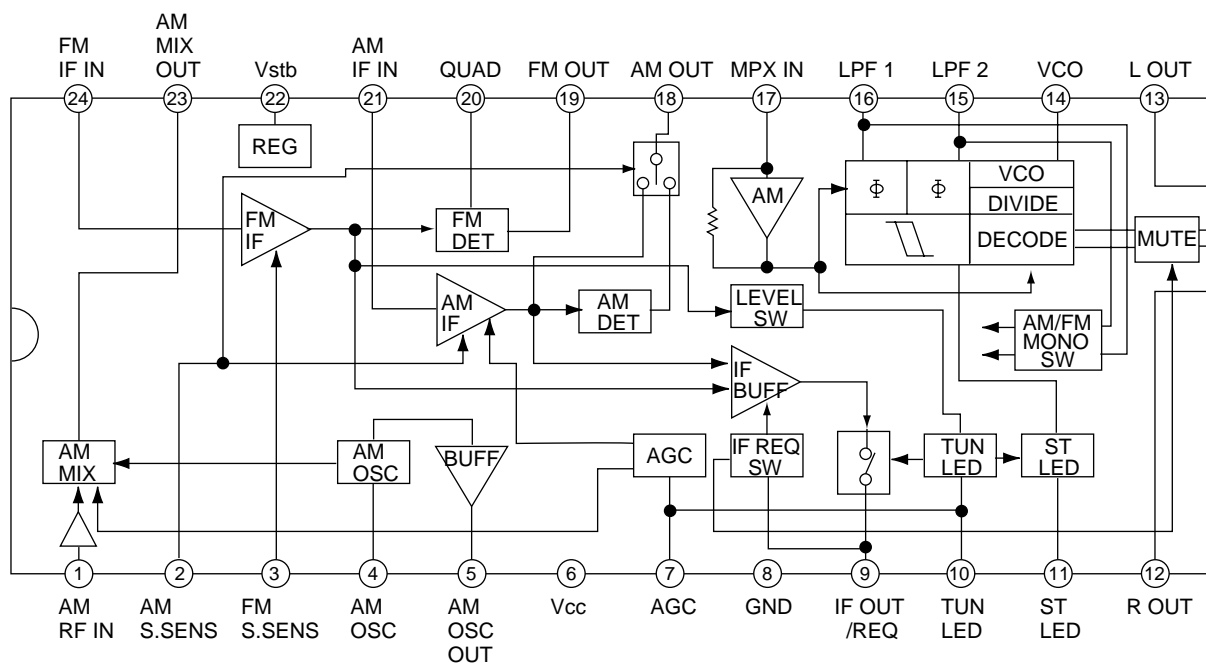 FM
IF IN
AM
MIX
OUT
Vstb
AM
IF IN
QUAD
FM OUT
AM OUT
MPX IN
LPF 1
LPF 2
VCO
L OUT
24
23
22
21
20
19
18
17
16
15
14
13
REG
FM
IF
FM
DET
AM
Φ
Φ
VCO
DIVIDE
DECODE
MUTE
AM
IF
AM
DET
LEVEL
SW
AM/FM
MONO
SW
IF
BUFF
AM
MIX
AM
OSC
BUFF
AGC
IF REQ
SW
TUN
LED
ST
LED
1
2
3
4
5
6
7
8
9
10
11
12
AM
RF IN
AM
S.SENS
FM
S.SENS
AM
OSC
AM
OSC
OUT
Vcc
AGC
GND
IF OUT
/REQ
TUN
LED
ST
LED
R OUT